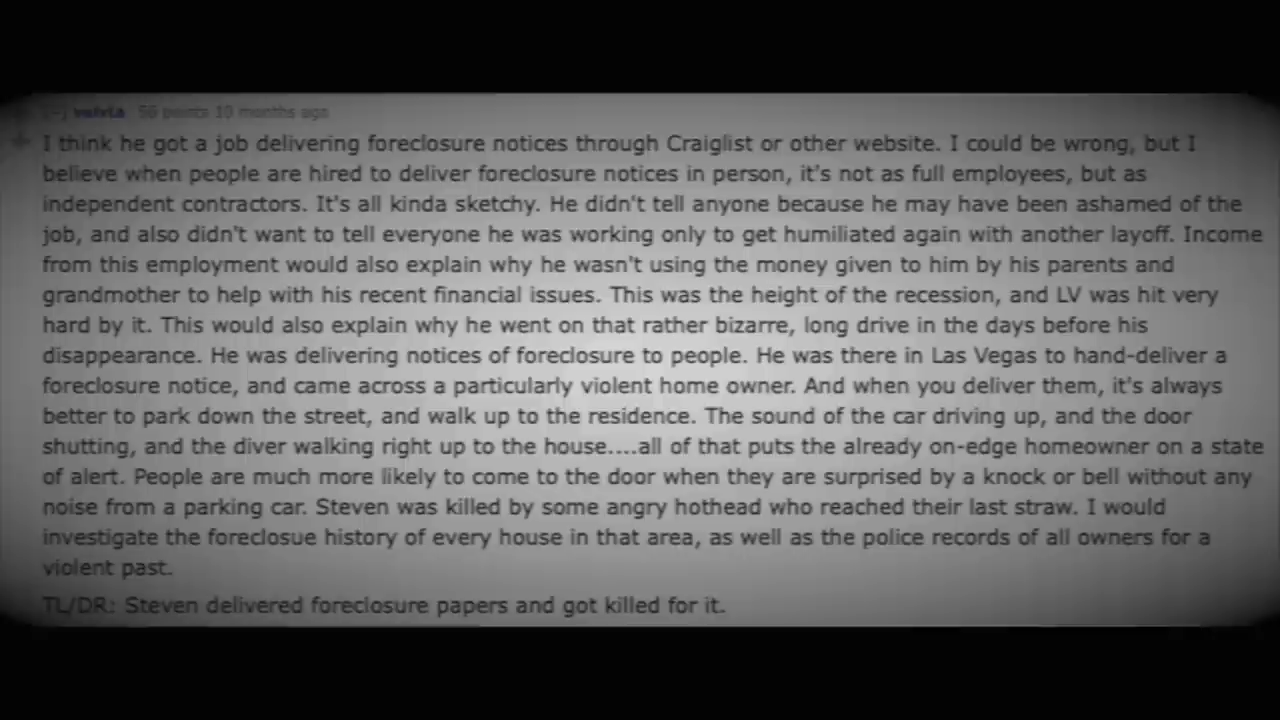 [–] volvia 56 points 10 months ago
I think he got a job delivering foreclosure notices through Craiglist or other website. I could be wrong, but I
believe when people are hired to deliver foreclosure notices in person, it's not as full employees, but as
independent contractors. It's all kinda sketchy. He didn't tell anyone because he may have been ashamed of the
job, and also didn't want to tell everyone he was working only to get humiliated again with another layoff. Income
from this employment would also explain why he wasn't using the money given to him by his parents and
grandmother to help with his recent financial issues. This was the height of the recession, and LV was hit very
hard by it. This would also explain why he went on that rather bizarre, long drive in the days before his
disappearance. He was delivering notices of foreclosure to people. He was there in Las Vegas to hand-deliver a
foreclosure notice, and came across a particularly violent home owner. And when you deliver them, it's always
better to park down the street, and walk up to the residence. The sound of the car driving up, and the door
shutting, and the diver walking right up to the house....all of that puts the already on-edge homeowner on a state
of alert. People are much more likely to come to the door when they are surprised by a knock or bell without any
noise from a parking car. Steven was killed by some angry hothead who reached their last straw. I would
investigate the foreclosue history of every house in that area, as well as the police records of all owners for a
violent past.
TL/DR: Steven delivered foreclosure papers and got killed for it.